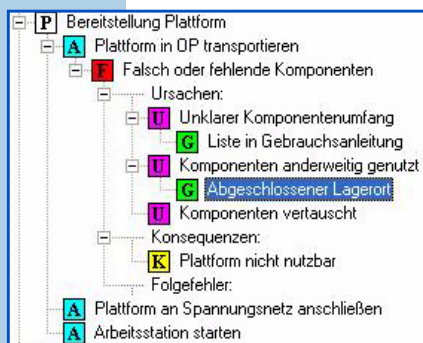 P Bereitstellung Plattform
A Plattform in OP transportieren
F Falsch oder fehlende Komponenten
Ursachen:
U Unklarer Komponentenumfang
G Liste in Gebrauchsanleitung
U Komponenten anderweitig genutzt
G Abgeschlossener Lagerort
U Komponenten vertauscht
Konsequenzen:
K Plattform nicht nutzbar
Folgefehler:
A Plattform an Spannungsnetz anschließen
A Arbeitsstation starten